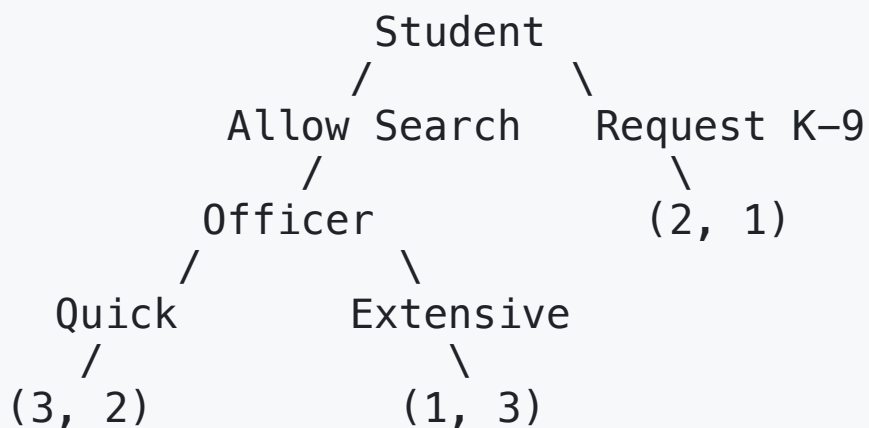 Student
/ \
Allow Search Request K–9
/ \
Officer (2, 1)
/ \
Quick Extensive
/ \
(3, 2) (1, 3)